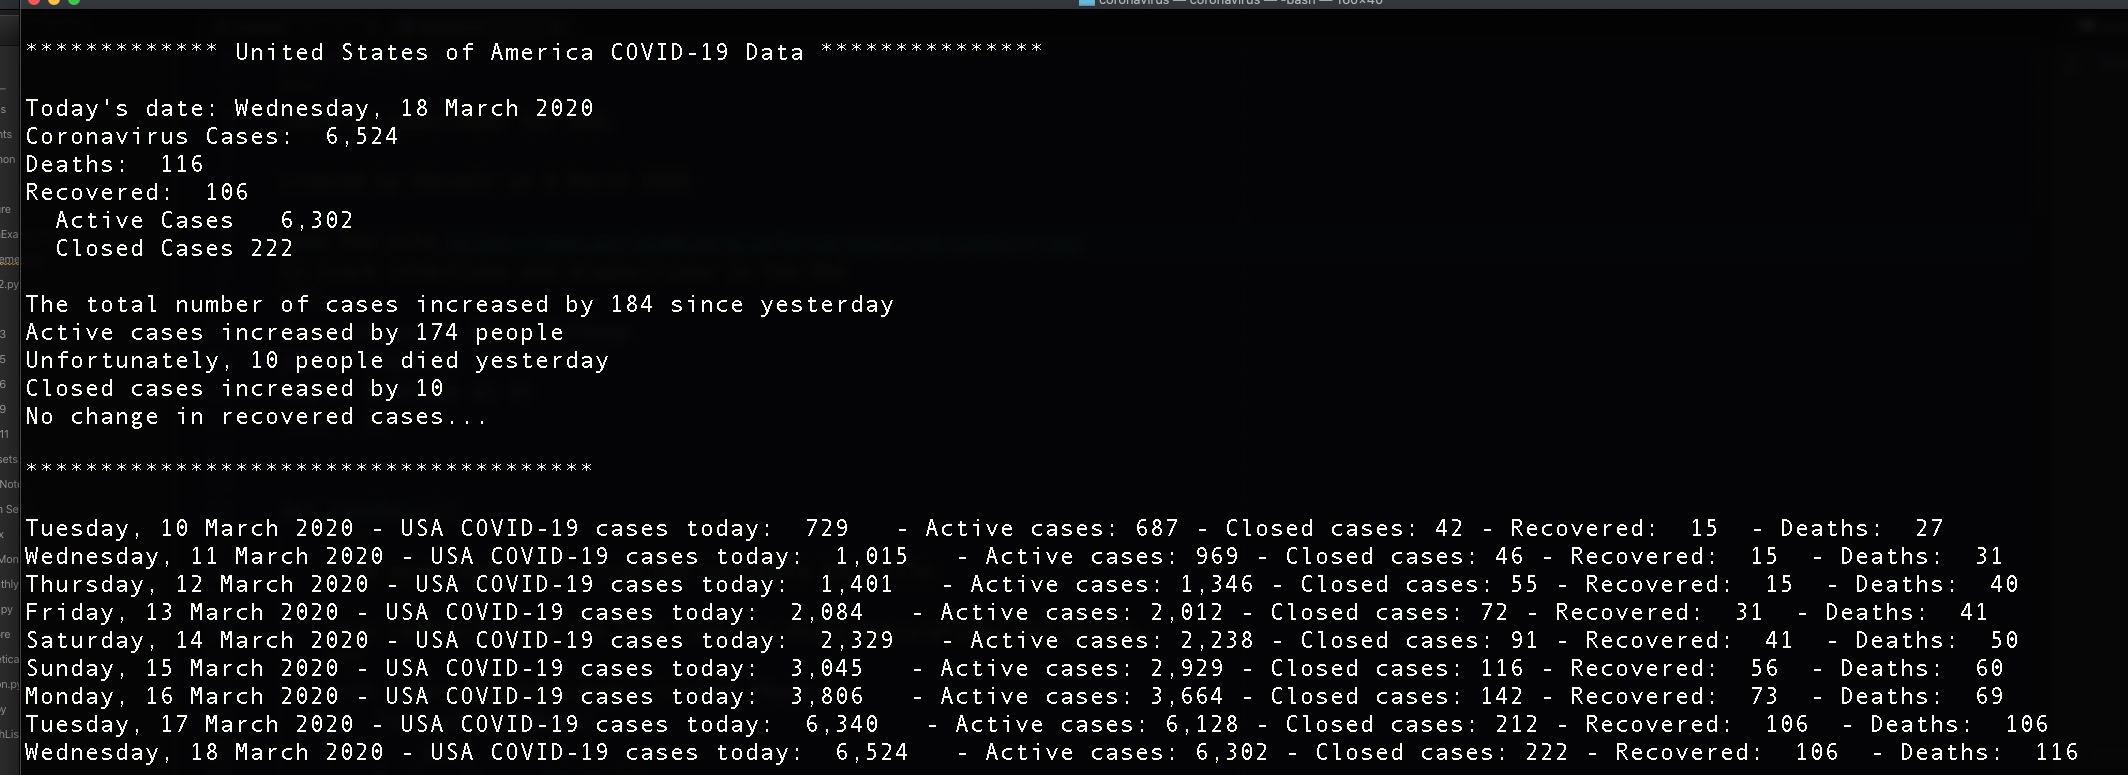 coronavirus — coronavirus — -bash — 160×40
************* United States of America COVID-19 Data ***************
Today's date: Wednesday, 18 March 2020
Coronavirus Cases: 6,524
Deaths: 116
Recovered: 106
Active Cases 6,302
Closed Cases 222
The total number of cases increased by 184 since yesterday
Active cases increased by 174 people
Unfortunately, 10 people died yesterday
Closed cases increased by 10
No change in recovered cases...
**************************************
Tuesday, 10 March 2020 - USA COVID-19 cases today: 729 - Active cases: 687 - Closed cases: 42 - Recovered: 15 - Deaths: 27
Wednesday, 11 March 2020 - USA COVID-19 cases today: 1,015 - Active cases: 969 - Closed cases: 46 - Recovered: 15 - Deaths: 31
Thursday, 12 March 2020 - USA COVID-19 cases today: 1,401 - Active cases: 1,346 - Closed cases: 55 - Recovered: 15 - Deaths: 40
Friday, 13 March 2020 - USA COVID-19 cases today: 2,084 - Active cases: 2,012 - Closed cases: 72 - Recovered: 31 - Deaths: 41
Saturday, 14 March 2020 - USA COVID-19 cases today: 2,329 - Active cases: 2,238 - Closed cases: 91 - Recovered: 41 - Deaths: 50
Sunday, 15 March 2020 - USA COVID-19 cases today: 3,045 - Active cases: 2,929 - Closed cases: 116 - Recovered: 56 - Deaths: 60
Monday, 16 March 2020 - USA COVID-19 cases today: 3,806 - Active cases: 3,664 - Closed cases: 142 - Recovered: 73 - Deaths: 69
Tuesday, 17 March 2020 - USA COVID-19 cases today: 6,340 - Active cases: 6,128 - Closed cases: 212 - Recovered: 106 - Deaths: 106
Wednesday, 18 March 2020 - USA COVID-19 cases today: 6,524 - Active cases: 6,302 - Closed cases: 222 - Recovered: 106 - Deaths: 116